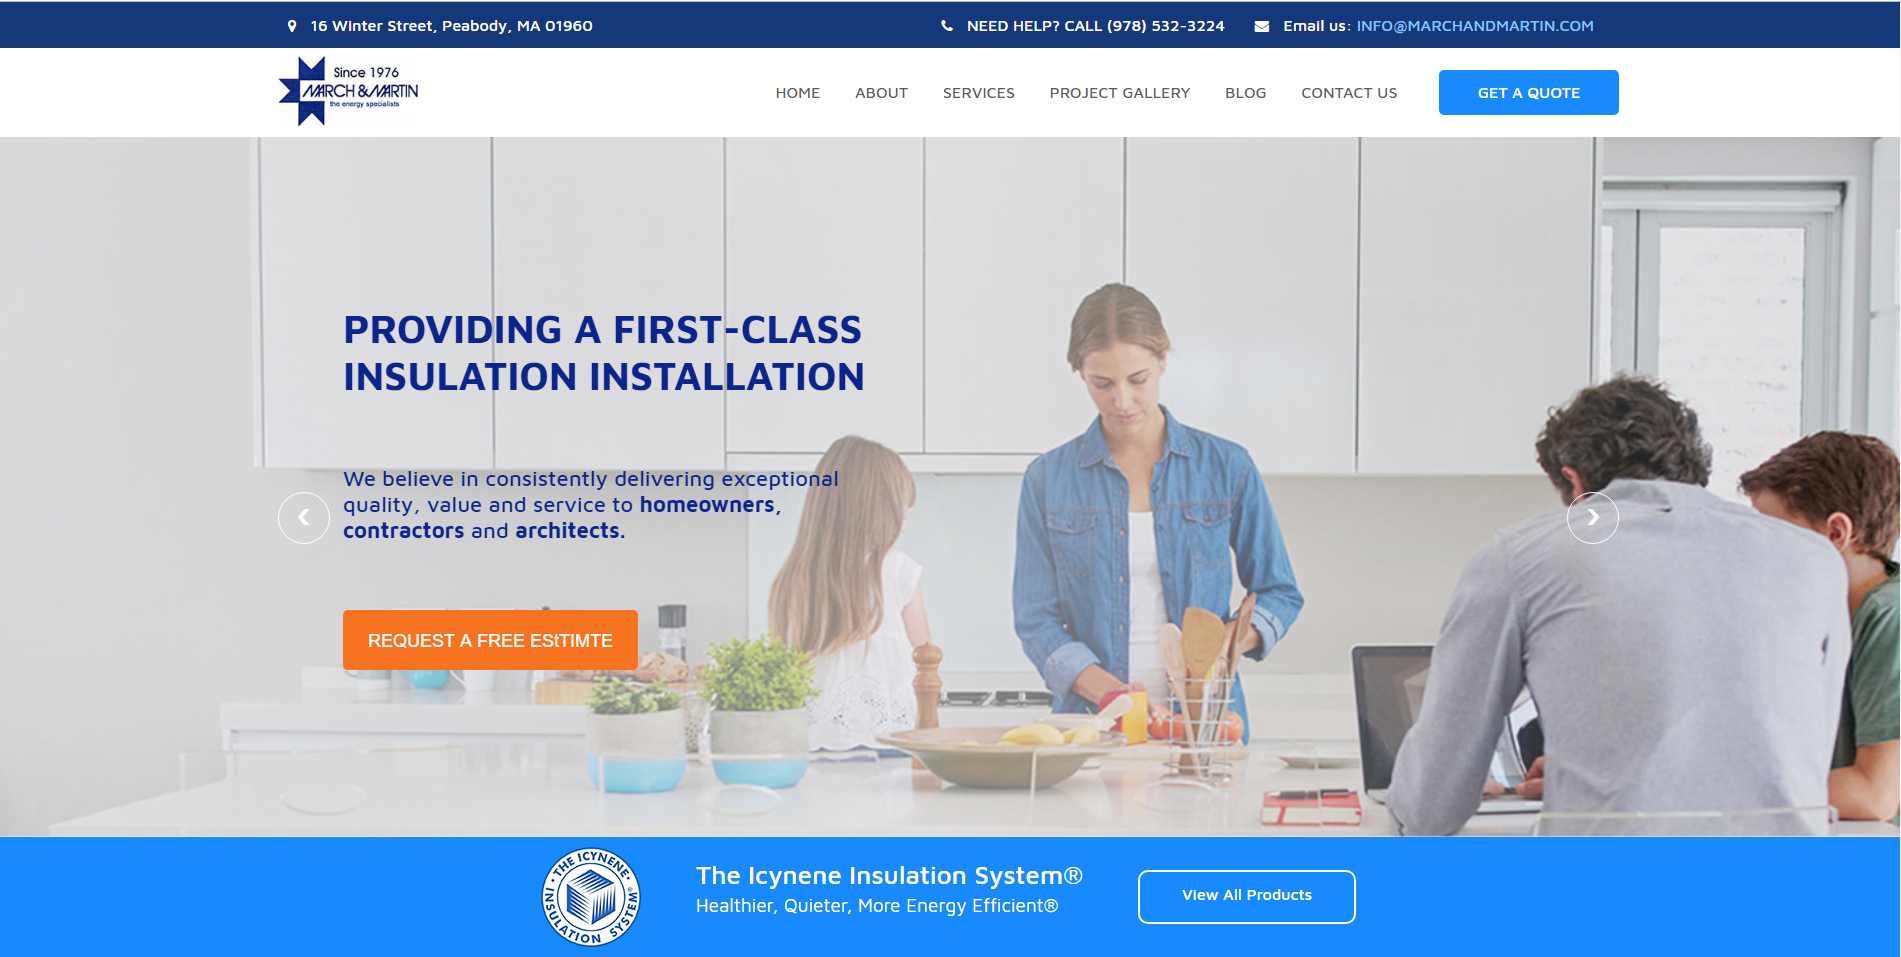 16 Winter Street, Peabody, MA 01960
NEED HELP? CALL (978) 532-3224
Email us: INFO@MARCHANDMARTIN.COM
Since 1976
MARCH & MARTIN
the energy specialists
HOME
ABOUT
SERVICES
PROJECT GALLERY
BLOG
CONTACT US
GET A QUOTE
PROVIDING A FIRST-CLASS
INSULATION INSTALLATION
We believe in consistently delivering exceptional
quality, value and service to homeowners,
contractors and architects.
REQUEST A FREE EStTIMTE
THE ICYNENE
INSULATION SYSTEM®
The Icynene Insulation System®
Healthier, Quieter, More Energy Efficient®
View All Products